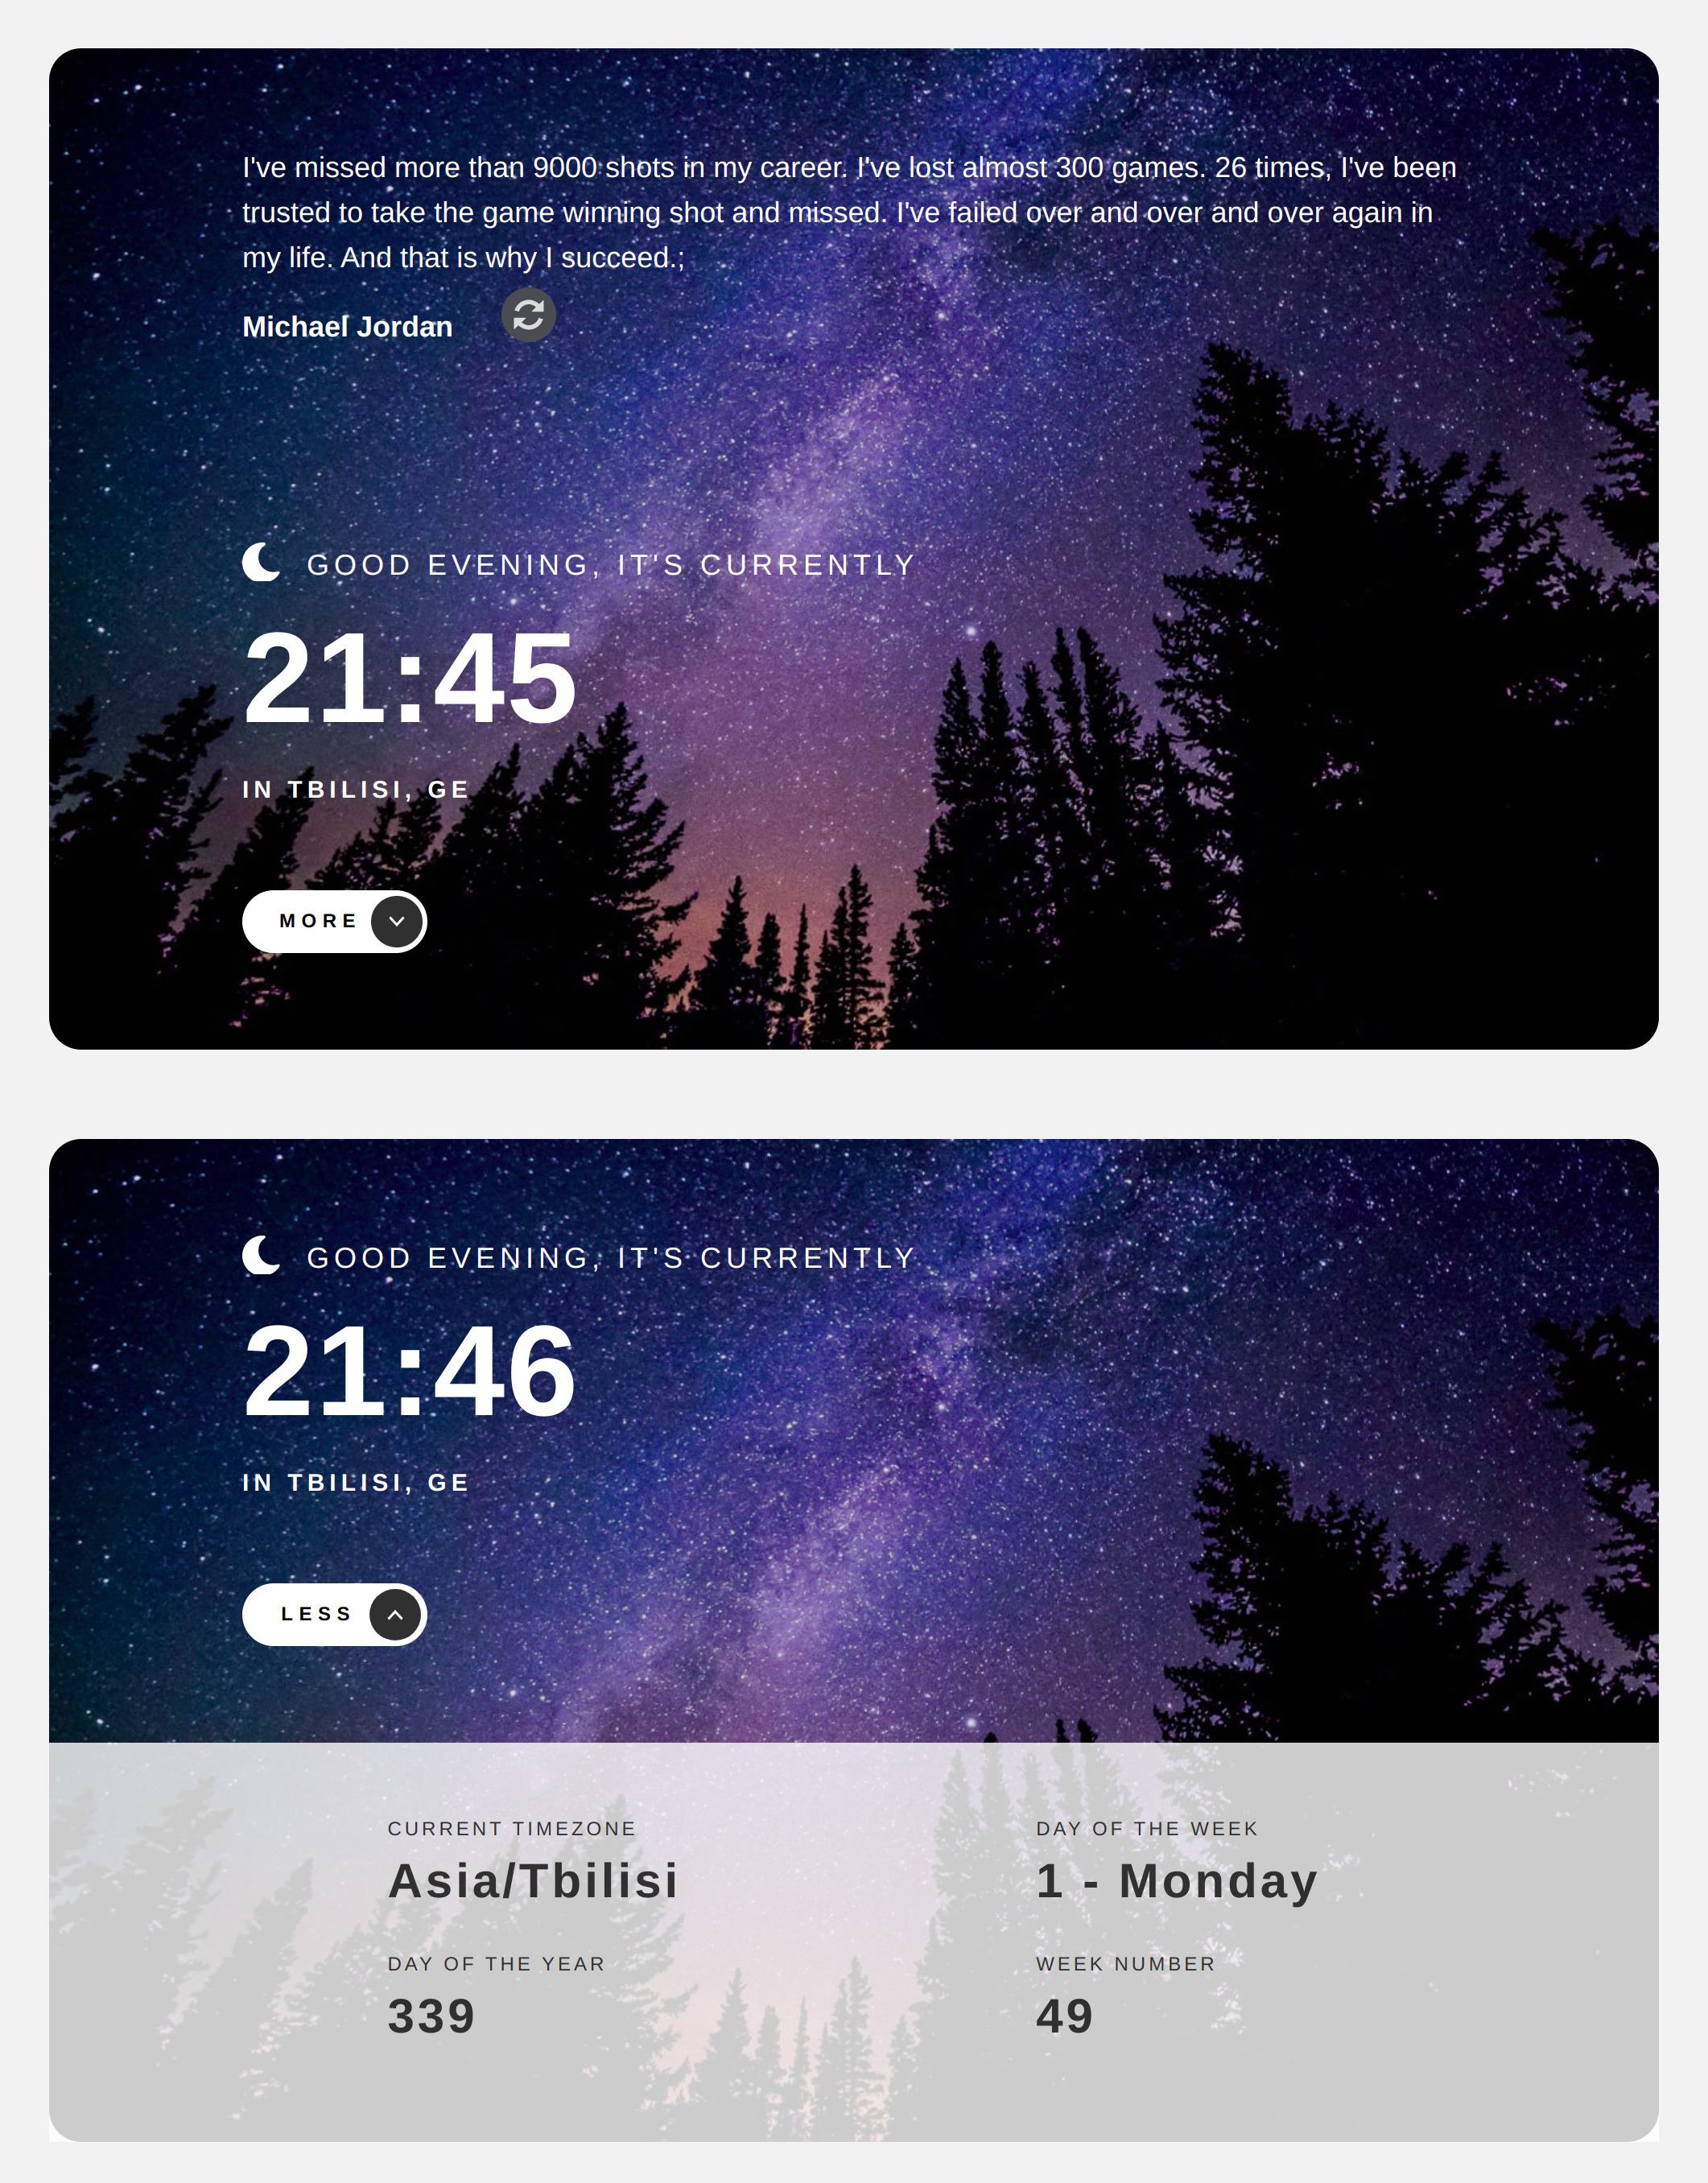 I've missed more than 9000 shots in my career. I've lost almost 300 games. 26 times, I've been
trusted to take the game winning shot and missed. I've failed over and over and over again in
my life. And that is why I succeed.;
Michael Jordan
GOOD EVENING, IT'S CURRENTLY
21:45
IN TBILISI, GE
MORE
GOOD EVENING, IT'S CURRENTLY
21:46
IN TBILISI, GE
LESS
CURRENT TIMEZONE
Asia/Tbilisi
DAY OF THE WEEK
1 - Monday
DAY OF THE YEAR
339
WEEK NUMBER
49